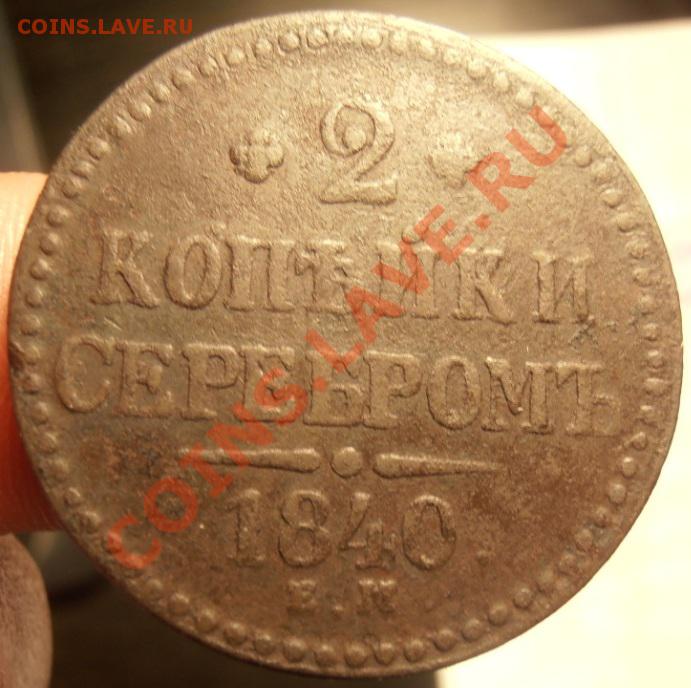 COINS.LAVE.RU
2
КОПѢЙКИ
СЕРЕБРОМЪ
1840.
Е.М
COINS.LAVE.RU